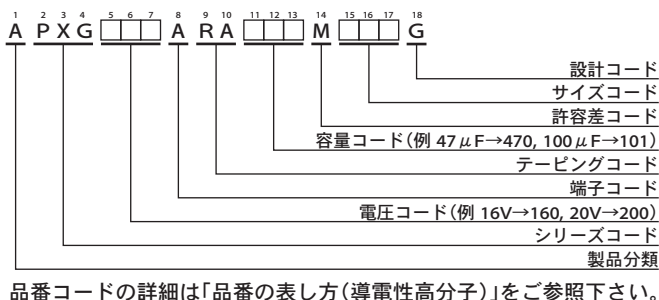 1 2 3 4 5 6 7 8 9 10 11 12 13 14 15 16 17 18
A P X G □□□ A R A □□□ M □□□ G
設計コード
サイズコード
許容差コード
容量コード(例 47μF→470, 100μF→101)
テーピングコード
端子コード
電圧コード(例 16V→160, 20V→200)
シリーズコード
製品分類
品番コードの詳細は「品番の表し方(導電性高分子)」をご参照下さい。